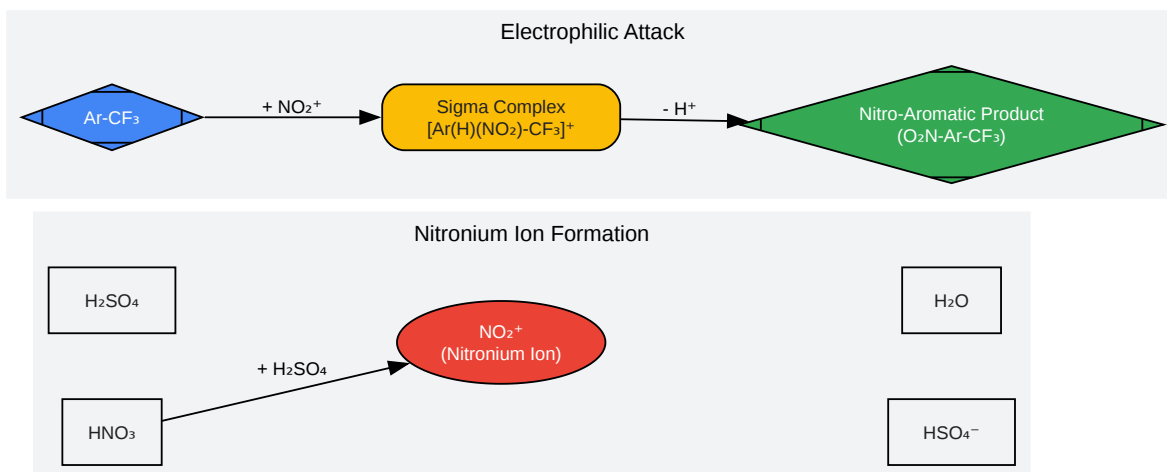 Electrophilic Attack
Ar-CF₃
+ NO₂⁺
Sigma Complex
[Ar(H)(NO₂)-CF₃]⁺
- H⁺
Nitro-Aromatic Product
(O₂N-Ar-CF₃)
Nitronium Ion Formation
H₂SO₄
H₂O
NO₂⁺
(Nitronium Ion)
+ H₂SO₄
HNO₃
HSO₄⁻